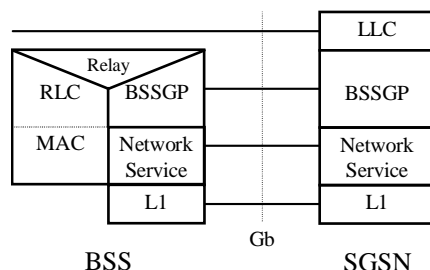 LLC
Relay
RLC BSSGP BSSGP
MAC Network Network
Service Service
L1 L1
Gb
BSS SGSN